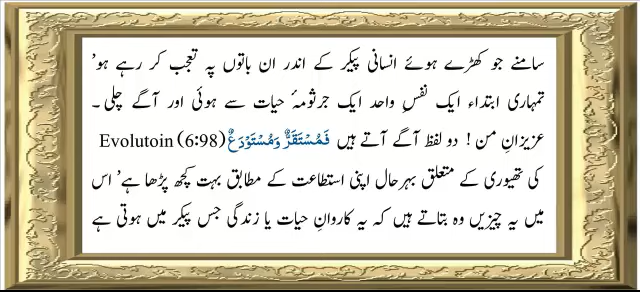 سامنے جو کھڑے ہوئے انسانی پیکر کے اندر ان باتوں پہ تعجب کر رہے ہو’
تمہاری ابتداء ایک نفسِ واحد ایک جرثومۂ حیات سے ہوئی اور آگے چلی۔
عزیزانِ من! دو لفظ آگے آتے ہیں فَمُسْتَقَرٌّ وَمُسْتَوْدَعٌ (6:98) Evolutoin
کی تھیوری کے متعلق بہرحال اپنی استطاعت کے مطابق بہت کچھ پڑھا ہے’ اس
میں یہ چیزیں وہ بتاتے ہیں کہ یہ کاروانِ حیات یا زندگی جس پیکر میں ہوتی ہے